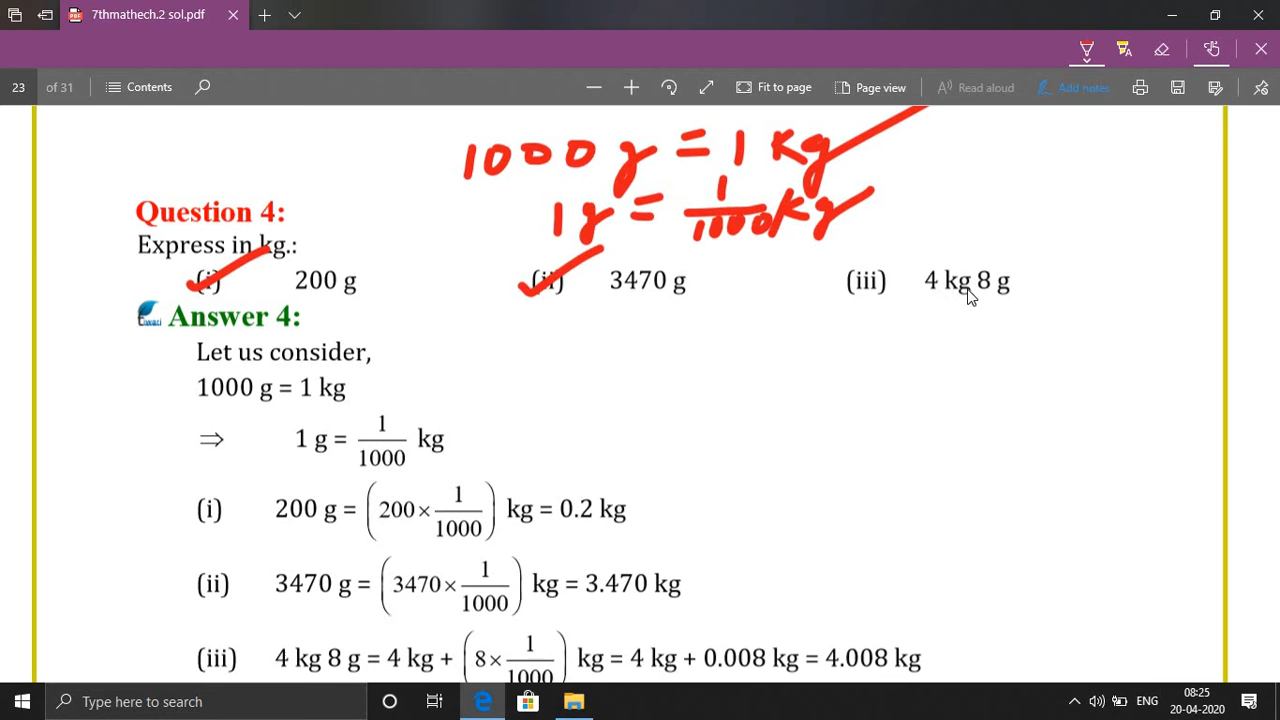 7thmathech.2 sol.pdf
23 of 31 Contents Fit to page Page view Read aloud Add notes
1000 g = 1 kg
1 g = 1/1000 kg
Question 4:
Express in kg.:
(i) 200 g (ii) 3470 g (iii) 4 kg 8 g
Answer 4:
Let us consider,
1000 g = 1 kg
⇒ 1 g = 1/1000 kg
(i) 200 g = (200 × 1/1000) kg = 0.2 kg
(ii) 3470 g = (3470 × 1/1000) kg = 3.470 kg
(iii) 4 kg 8 g = 4 kg + (8 × 1/1000) kg = 4 kg + 0.008 kg = 4.008 kg
Type here to search
ENG
08:25
20-04-2020